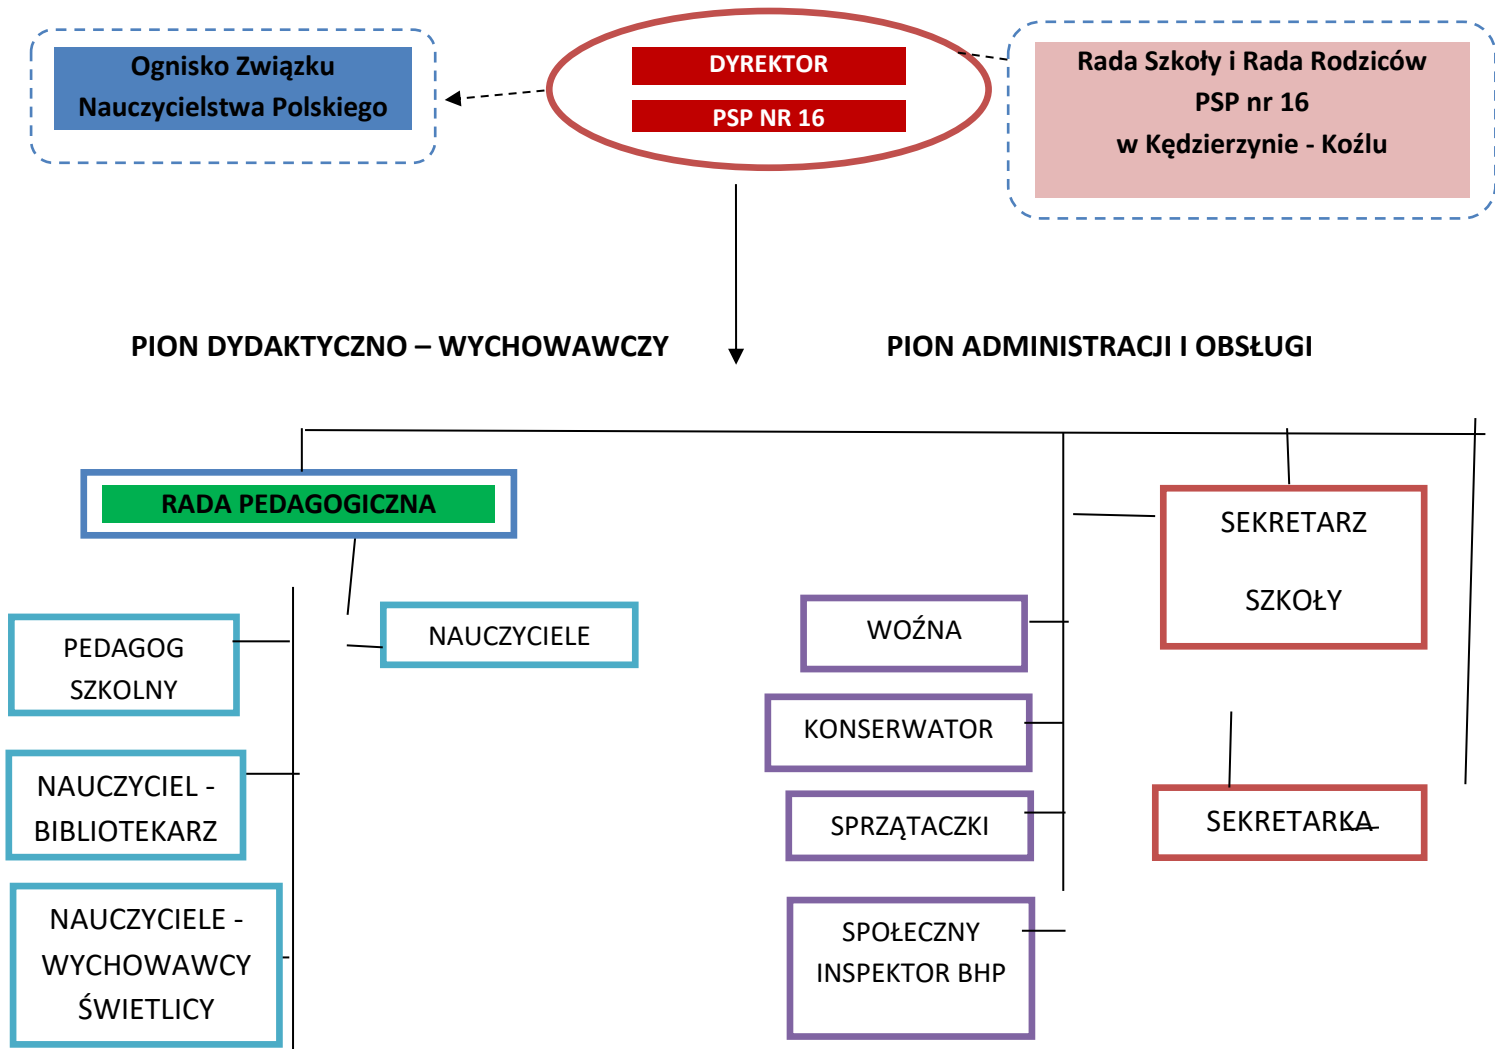 Ognisko Związku
Nauczycielstwa Polskiego
DYREKTOR
PSP NR 16
Rada Szkoły i Rada Rodziców
PSP nr 16
w Kędzierzynie - Koźlu
PION DYDAKTYCZNO – WYCHOWAWCZY
PION ADMINISTRACJI I OBSŁUGI
RADA PEDAGOGICZNA
PEDAGOG
SZKOLNY
NAUCZYCIELE
NAUCZYCIEL -
BIBLIOTEKARZ
NAUCZYCIELE -
WYCHOWAWCY
ŚWIETLICY
WOŹNA
KONSERWATOR
SPRZĄTACZKI
SPOŁECZNY
INSPEKTOR BHP
SEKRETARZ
SZKOŁY
SEKRETARKA